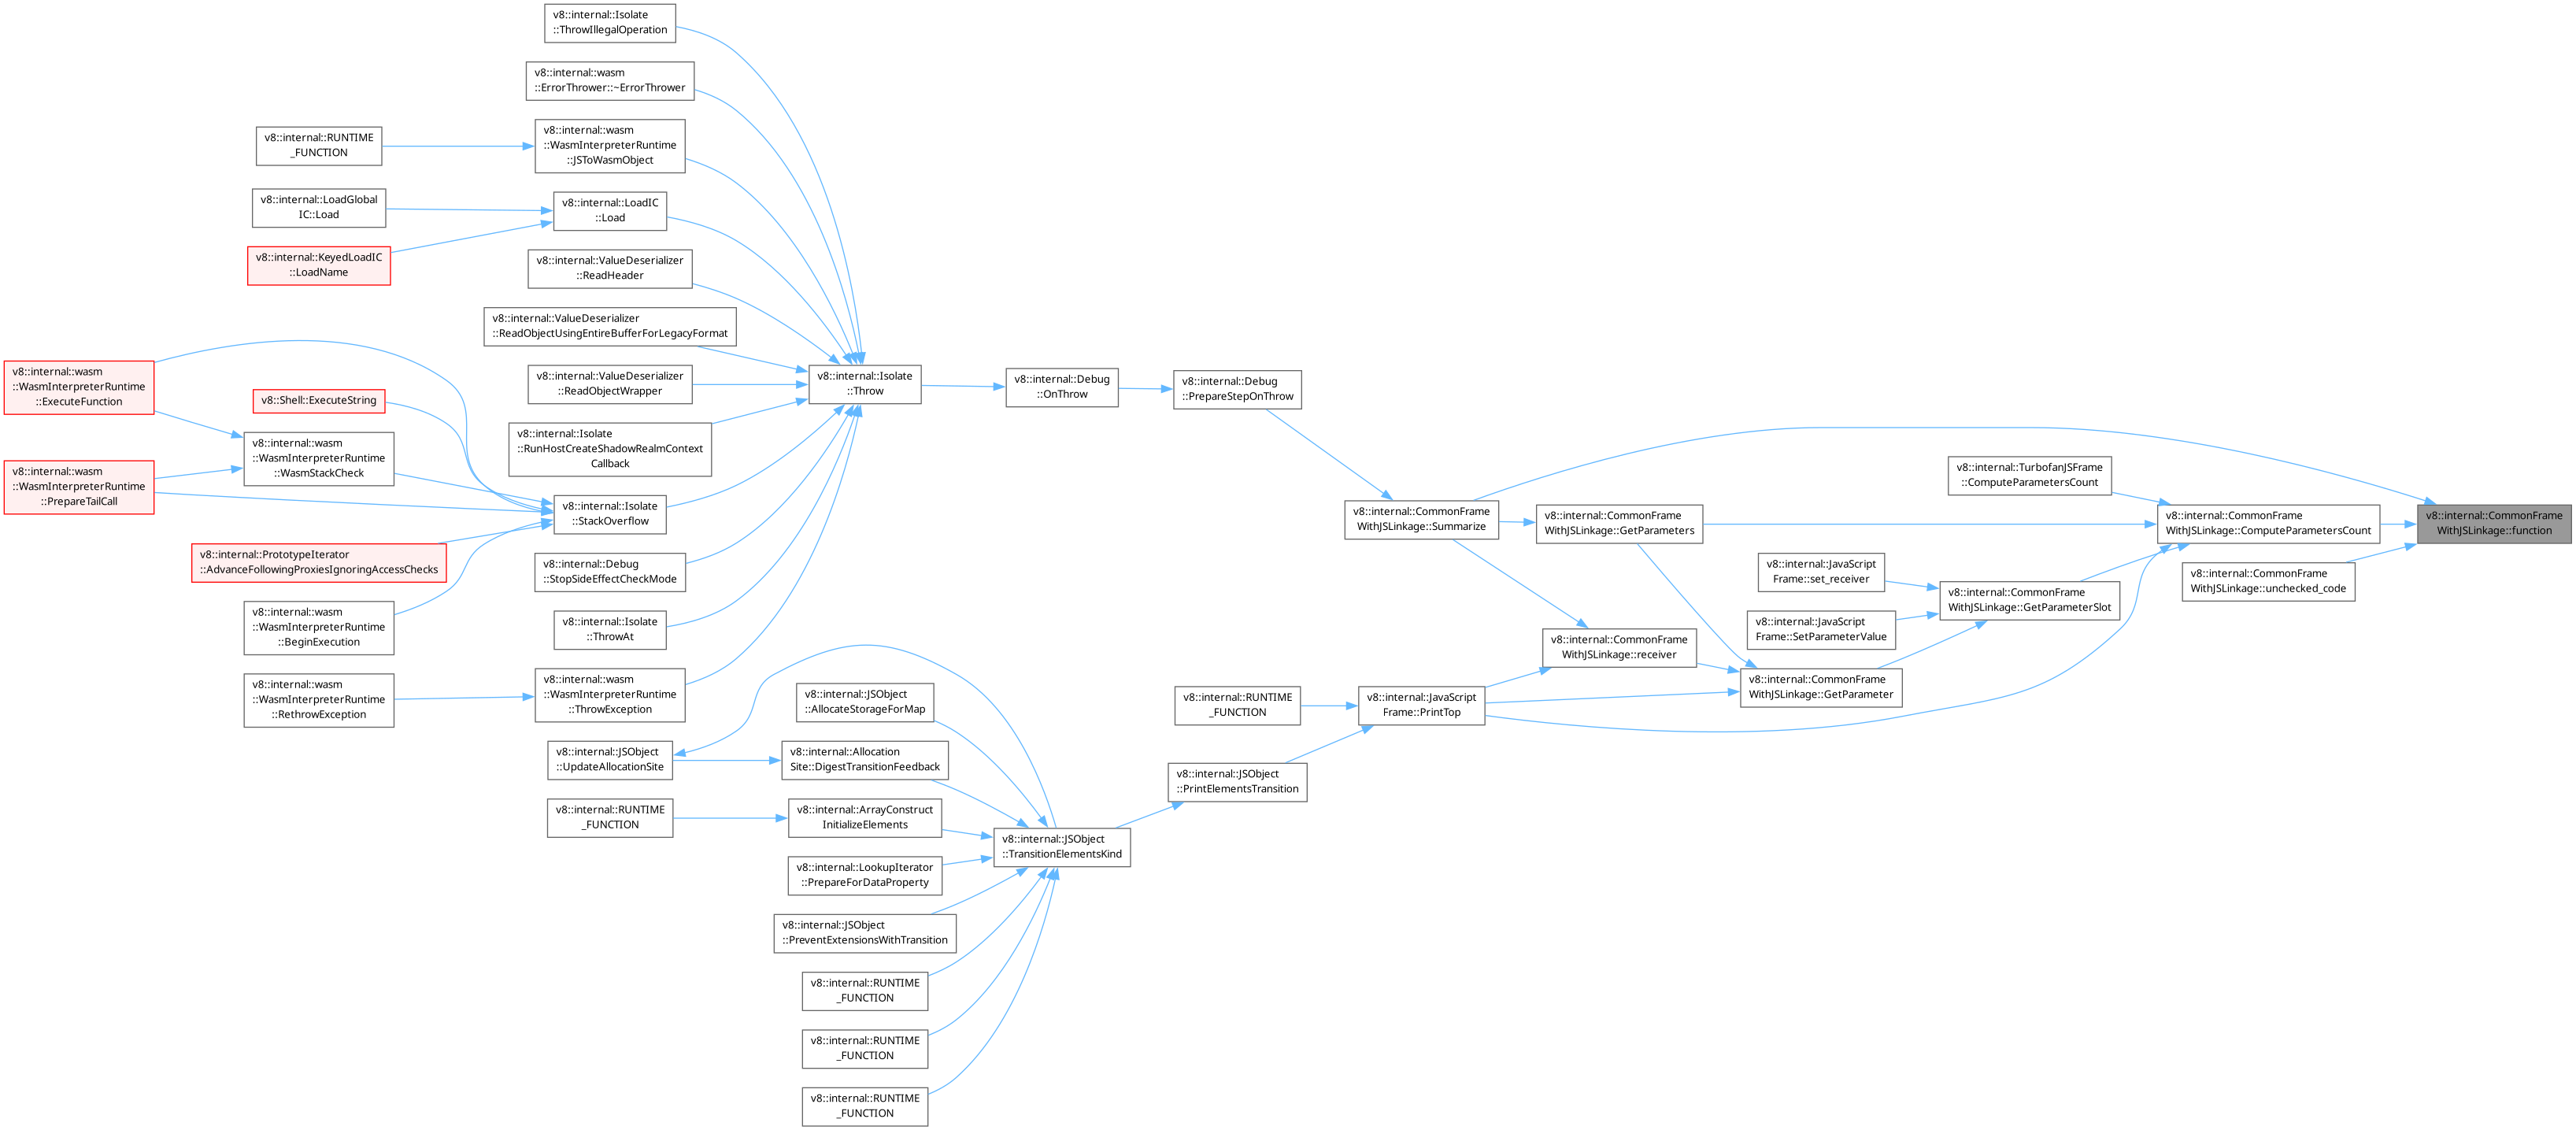 v8::internal::Isolate
::ThrowIllegalOperation
v8::internal::wasm
::ErrorThrower::~ErrorThrower
v8::internal::RUNTIME
_FUNCTION
v8::internal::wasm
::WasmInterpreterRuntime
::JSToWasmObject
v8::internal::LoadGlobal
IC::Load
v8::internal::LoadIC
::Load
v8::internal::KeyedLoadIC
::LoadName
v8::internal::ValueDeserializer
::ReadHeader
v8::internal::ValueDeserializer
::ReadObjectUsingEntireBufferForLegacyFormat
v8::internal::wasm
::WasmInterpreterRuntime
::ExecuteFunction
v8::Shell::ExecuteString
v8::internal::ValueDeserializer
::ReadObjectWrapper
v8::internal::Isolate
::Throw
v8::internal::Debug
::OnThrow
v8::internal::Debug
::PrepareStepOnThrow
v8::internal::Isolate
::RunHostCreateShadowRealmContext
Callback
v8::internal::wasm
::WasmInterpreterRuntime
::WasmStackCheck
v8::internal::wasm
::WasmInterpreterRuntime
::PrepareTailCall
v8::internal::Isolate
::StackOverflow
v8::internal::CommonFrame
WithJSLinkage::Summarize
v8::internal::CommonFrame
WithJSLinkage::GetParameters
v8::internal::TurbofanJSFrame
::ComputeParametersCount
v8::internal::CommonFrame
WithJSLinkage::ComputeParametersCount
v8::internal::CommonFrame
WithJSLinkage::function
v8::internal::PrototypeIterator
::AdvanceFollowingProxiesIgnoringAccessChecks
v8::internal::Debug
::StopSideEffectCheckMode
v8::internal::JavaScript
Frame::set_receiver
v8::internal::CommonFrame
WithJSLinkage::unchecked_code
v8::internal::wasm
::WasmInterpreterRuntime
::BeginExecution
v8::internal::Isolate
::ThrowAt
v8::internal::JavaScript
Frame::SetParameterValue
v8::internal::CommonFrame
WithJSLinkage::GetParameterSlot
v8::internal::CommonFrame
WithJSLinkage::receiver
v8::internal::CommonFrame
WithJSLinkage::GetParameter
v8::internal::wasm
::WasmInterpreterRuntime
::RethrowException
v8::internal::wasm
::WasmInterpreterRuntime
::ThrowException
v8::internal::JSObject
::AllocateStorageForMap
v8::internal::RUNTIME
_FUNCTION
v8::internal::JavaScript
Frame::PrintTop
v8::internal::JSObject
::UpdateAllocationSite
v8::internal::Allocation
Site::DigestTransitionFeedback
v8::internal::JSObject
::PrintElementsTransition
v8::internal::RUNTIME
_FUNCTION
v8::internal::ArrayConstruct
InitializeElements
v8::internal::JSObject
::TransitionElementsKind
v8::internal::LookupIterator
::PrepareForDataProperty
v8::internal::JSObject
::PreventExtensionsWithTransition
v8::internal::RUNTIME
_FUNCTION
v8::internal::RUNTIME
_FUNCTION
v8::internal::RUNTIME
_FUNCTION